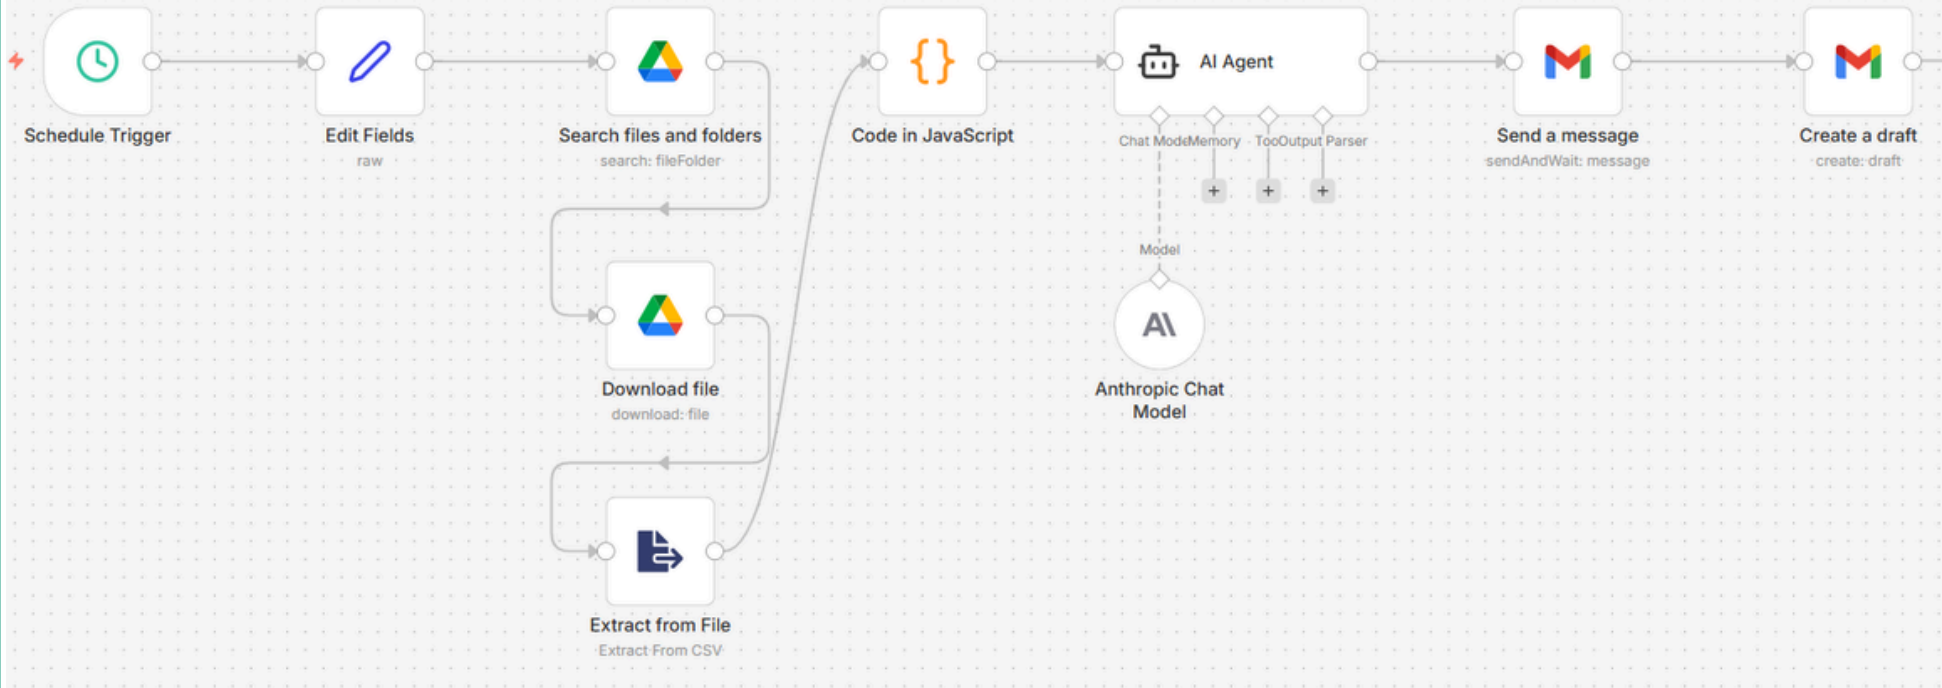 AI Agent
Schedule Trigger
Edit Fields
raw
Search files and folders
search: fileFolder
Code in JavaScript
Chat Mode
Memory
Too
Output Parser
Send a message
sendAndWait: message
Create a draft
create: draft
+ + +
Model
Download file
download: file
Anthropic Chat
Model
Extract from File
Extract From CSV